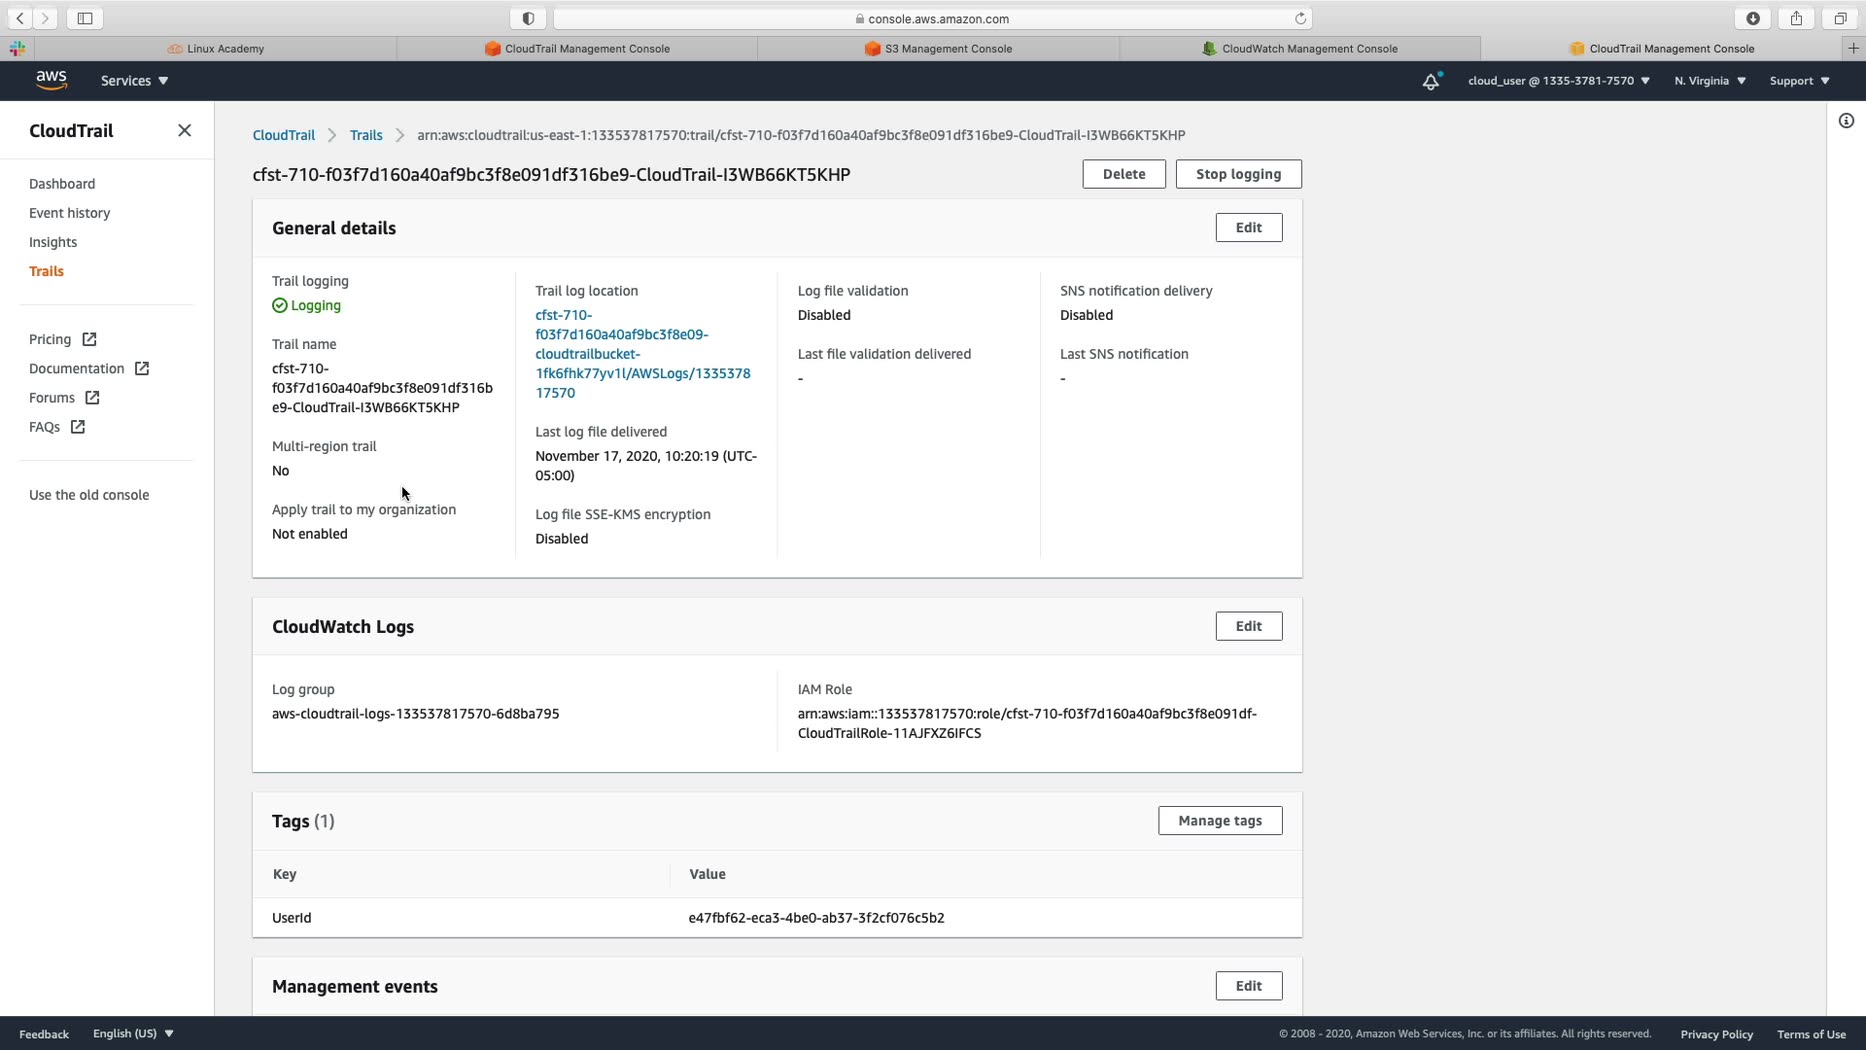 console.aws.amazon.com
Linux Academy
CloudTrail Management Console
S3 Management Console
CloudWatch Management Console
CloudTrail Management Console
aws
Services
cloud_user @ 1335-3781-7570
N. Virginia
Support
CloudTrail
Dashboard
Event history
Insights
Trails
Pricing
Documentation
Forums
FAQs
Use the old console
CloudTrail
Trails
arn:aws:cloudtrail:us-east-1:133537817570:trail/cfst-710-f03f7d160a40af9bc3f8e091df316be9-CloudTrail-I3WB66KT5KHP
cfst-710-f03f7d160a40af9bc3f8e091df316be9-CloudTrail-I3WB66KT5KHP
Delete
Stop logging
General details
Edit
Trail logging
Logging
Trail name
cfst-710-
f03f7d160a40af9bc3f8e091df316b
e9-CloudTrail-I3WB66KT5KHP
Multi-region trail
No
Apply trail to my organization
Not enabled
Trail log location
cfst-710-
f03f7d160a40af9bc3f8e09-
cloudtrailbucket-
1fk6fhk77yv1l/AWSLogs/1335378
17570
Last log file delivered
November 17, 2020, 10:20:19 (UTC-
05:00)
Log file SSE-KMS encryption
Disabled
Log file validation
Disabled
Last file validation delivered
-
SNS notification delivery
Disabled
Last SNS notification
-
CloudWatch Logs
Edit
Log group
aws-cloudtrail-logs-133537817570-6d8ba795
IAM Role
arn:aws:iam::133537817570:role/cfst-710-f03f7d160a40af9bc3f8e091df-
CloudTrailRole-11AJFXZ6IFCS
Tags (1)
Manage tags
Key
Value
UserId
e47fbf62-eca3-4be0-ab37-3f2cf076c5b2
Management events
Edit
Feedback
English (US)
© 2008 - 2020, Amazon Web Services, Inc. or its affiliates. All rights reserved.
Privacy Policy
Terms of Use